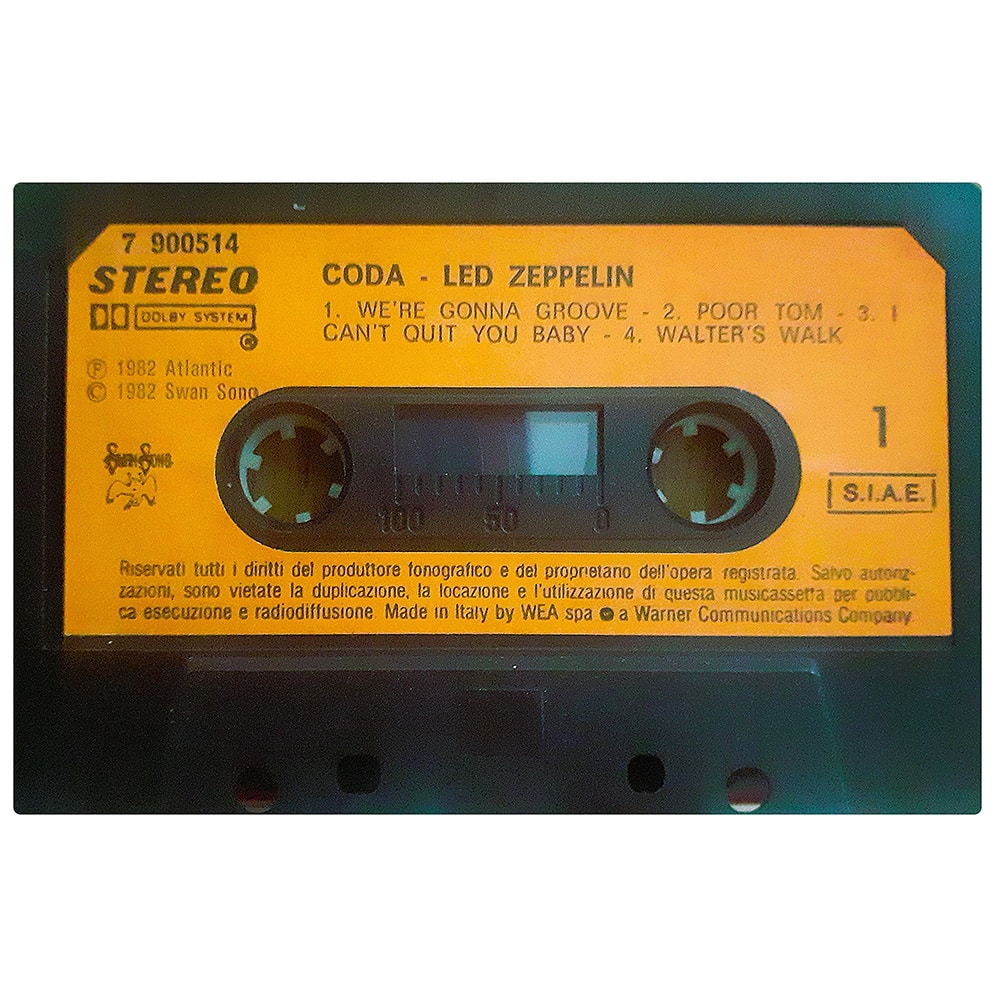 7 900514
STEREO
DOLBY SYSTEM
R
CODA - LED ZEPPELIN
1. WE'RE GONNA GROOVE - 2. POOR TOM - 3. I
CAN'T QUIT YOU BABY - 4. WALTER'S WALK
Ⓟ 1982 Atlantic
© 1982 Swan Song
SWAN SONG
1
S.I.A.E.
100 50 0
Riservati tutti i diritti del produttore fonografico e del proprietario dell'opera registrata. Salvo autoriz-
zazioni, sono vietate la duplicazione, la locazione e l'utilizzazione di questa musicassetta per pubbli-
ca esecuzione e radiodiffusione. Made in Italy by WEA spa a Warner Communications Company.